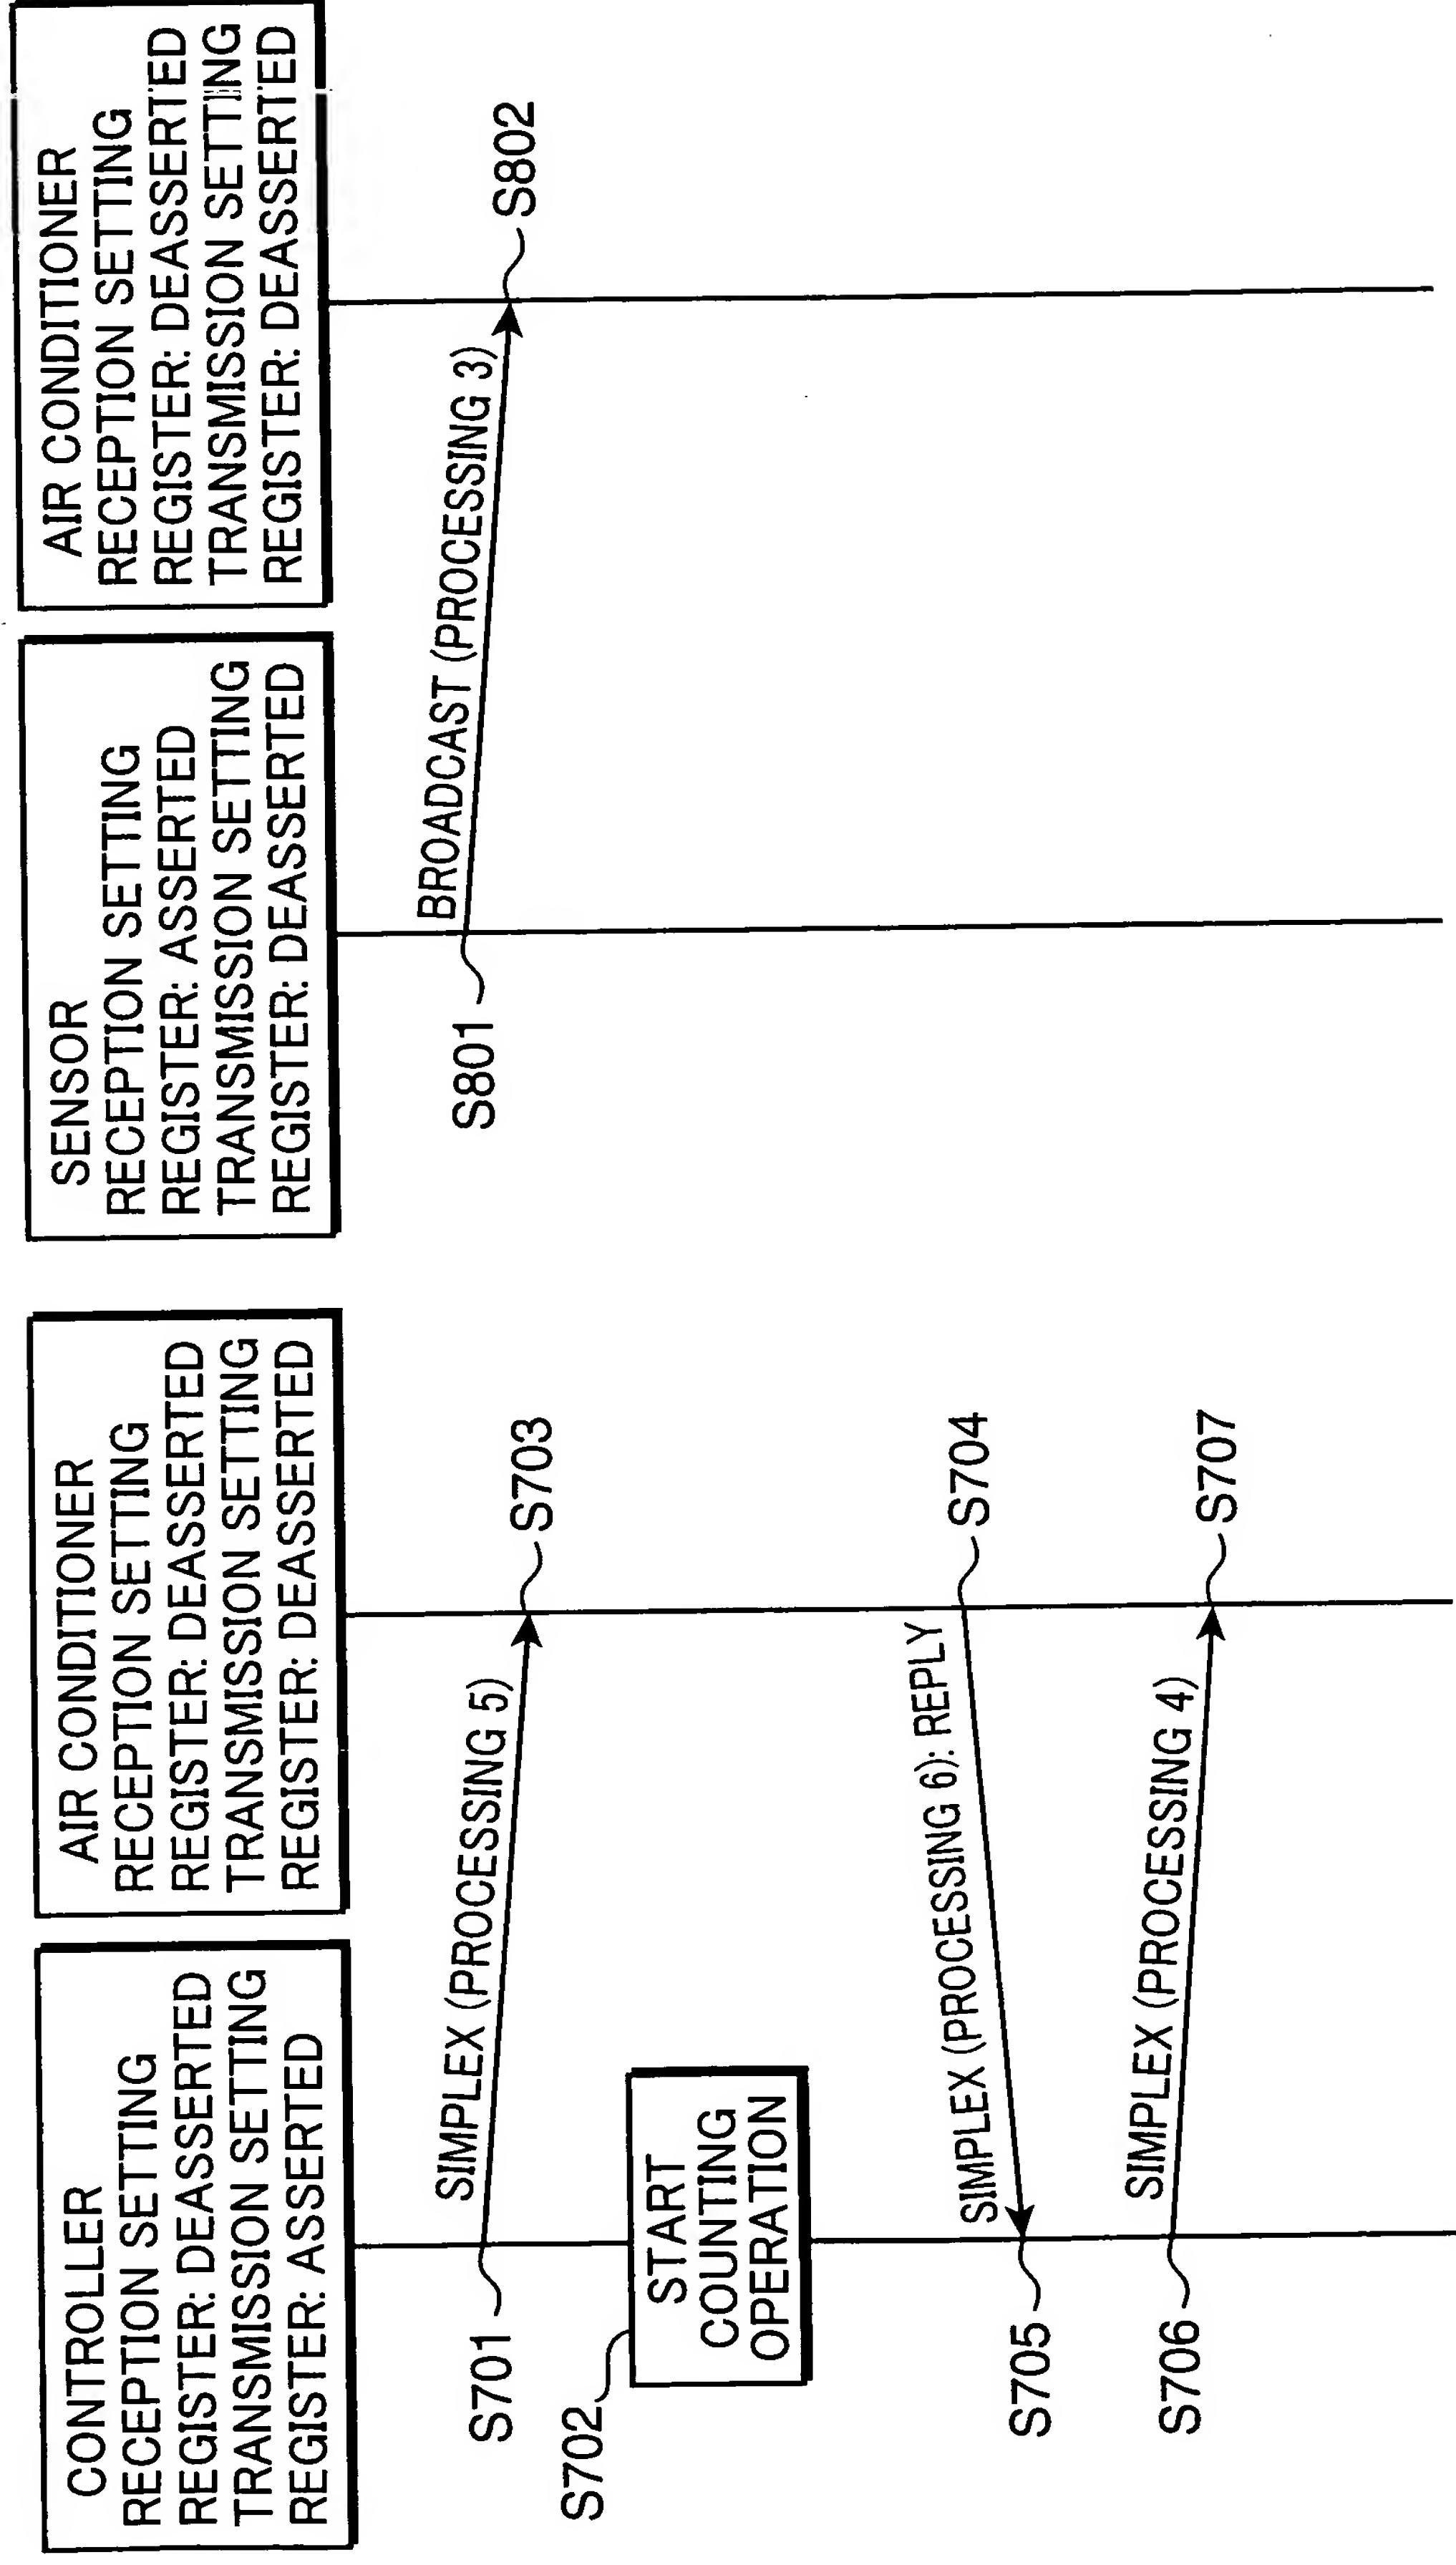 CONTROLLER
RECEPTION SETTING
REGISTER: DEASSERTED
TRANSMISSION SETTING
REGISTER: ASSERTED
AIR CONDITIONER
RECEPTION SETTING
REGISTER: DEASSERTED
TRANSMISSION SETTING
REGISTER: DEASSERTED
S701
SIMPLEX (PROCESSING 5)
S703
S702
START
COUNTING
OPERATION
SIMPLEX (PROCESSING 6): REPLY
S704
S705
S706
SIMPLEX (PROCESSING 4)
S707
SENSOR
RECEPTION SETTING
REGISTER: ASSERTED
TRANSMISSION SETTING
REGISTER: DEASSERTED
AIR CONDITIONER
RECEPTION SETTING
REGISTER: DEASSERTED
TRANSMISSION SETTING
REGISTER: DEASSERTED
S801
BROADCAST (PROCESSING 3)
S802